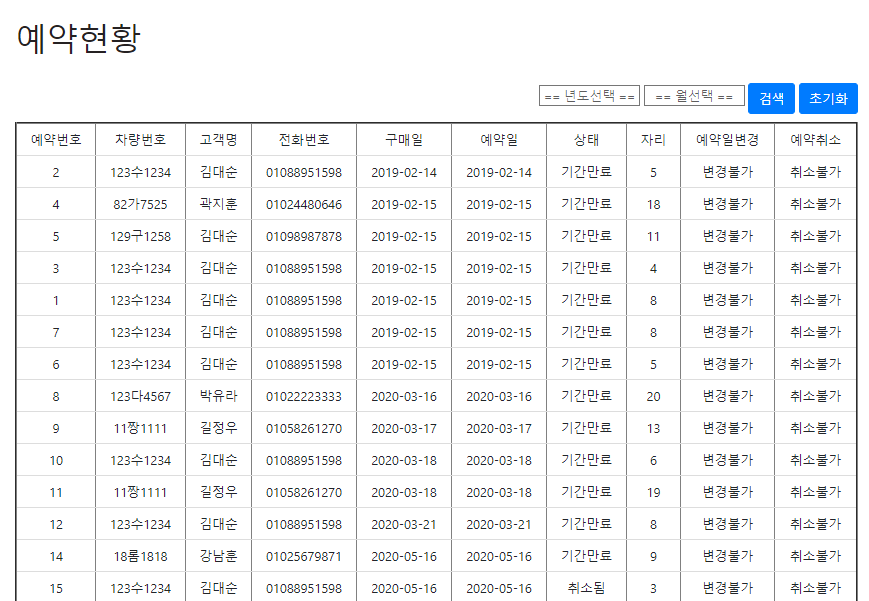 예약현황
== 년도선택 == == 월선택 == 검색 초기화
예약번호 차량번호 고객명 전화번호 구매일 예약일 상태 자리 예약일변경 예약취소
2 123수1234 김대순 01088951598 2019-02-14 2019-02-14 기간만료 5 변경불가 취소불가
4 82가7525 곽지훈 01024480646 2019-02-15 2019-02-15 기간만료 18 변경불가 취소불가
5 129구1258 김대순 01098987878 2019-02-15 2019-02-15 기간만료 11 변경불가 취소불가
3 123수1234 김대순 01088951598 2019-02-15 2019-02-15 기간만료 4 변경불가 취소불가
1 123수1234 김대순 01088951598 2019-02-15 2019-02-15 기간만료 8 변경불가 취소불가
7 123수1234 김대순 01088951598 2019-02-15 2019-02-15 기간만료 8 변경불가 취소불가
6 123수1234 김대순 01088951598 2019-02-15 2019-02-15 기간만료 5 변경불가 취소불가
8 123다4567 박유라 01022223333 2020-03-16 2020-03-16 기간만료 20 변경불가 취소불가
9 11짱1111 길정우 01058261270 2020-03-17 2020-03-17 기간만료 13 변경불가 취소불가
10 123수1234 김대순 01088951598 2020-03-18 2020-03-18 기간만료 6 변경불가 취소불가
11 11짱1111 길정우 01058261270 2020-03-18 2020-03-18 기간만료 19 변경불가 취소불가
12 123수1234 김대순 01088951598 2020-03-21 2020-03-21 기간만료 8 변경불가 취소불가
14 18롬1818 강남훈 01025679871 2020-05-16 2020-05-16 기간만료 9 변경불가 취소불가
15 123수1234 김대순 01088951598 2020-05-16 2020-05-16 취소됨 3 변경불가 취소불가